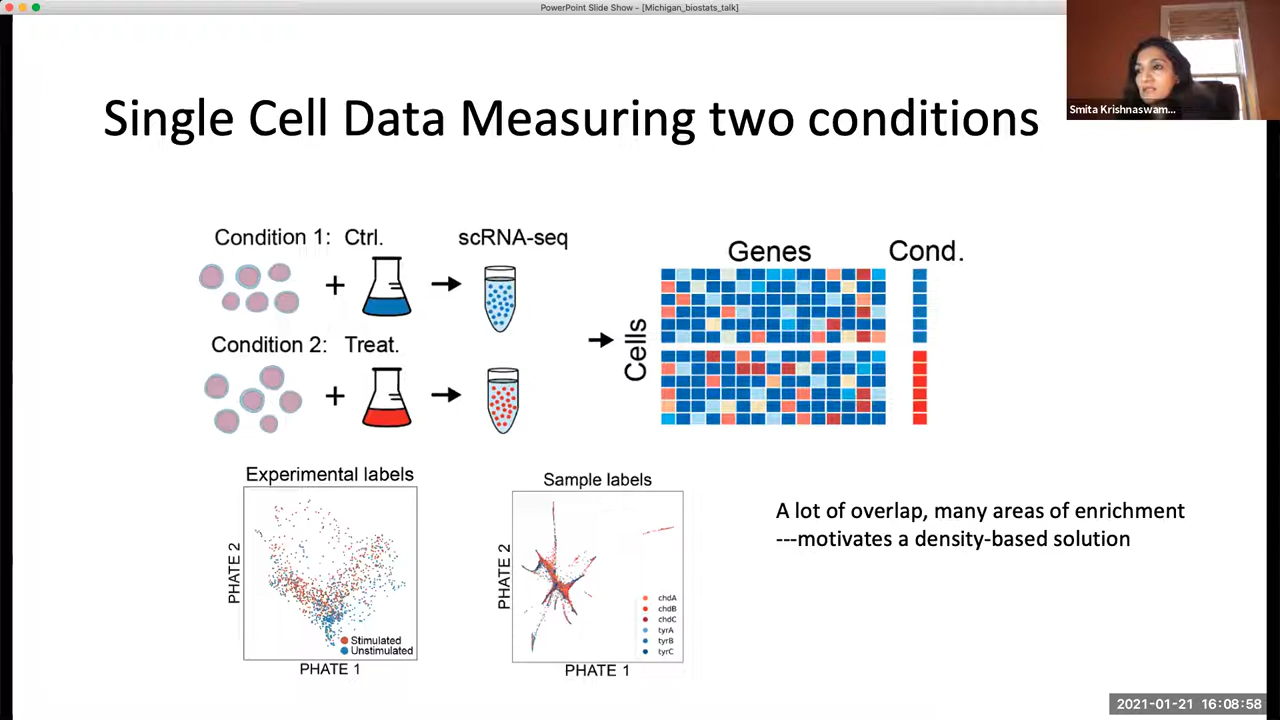 PowerPoint Slide Show - [Michigan_biostats_talk]
Smita Krishnaswam...
Single Cell Data Measuring two conditions
Condition 1: Ctrl.
scRNA-seq
Condition 2: Treat.
Genes
Cond.
Cells
Experimental labels
PHATE 2
Stimulated
Unstimulated
PHATE 1
Sample labels
PHATE 2
chdA
chdB
chdC
tyrA
tyrB
tyrC
PHATE 1
A lot of overlap, many areas of enrichment
---motivates a density-based solution
2021-01-21 16:08:58